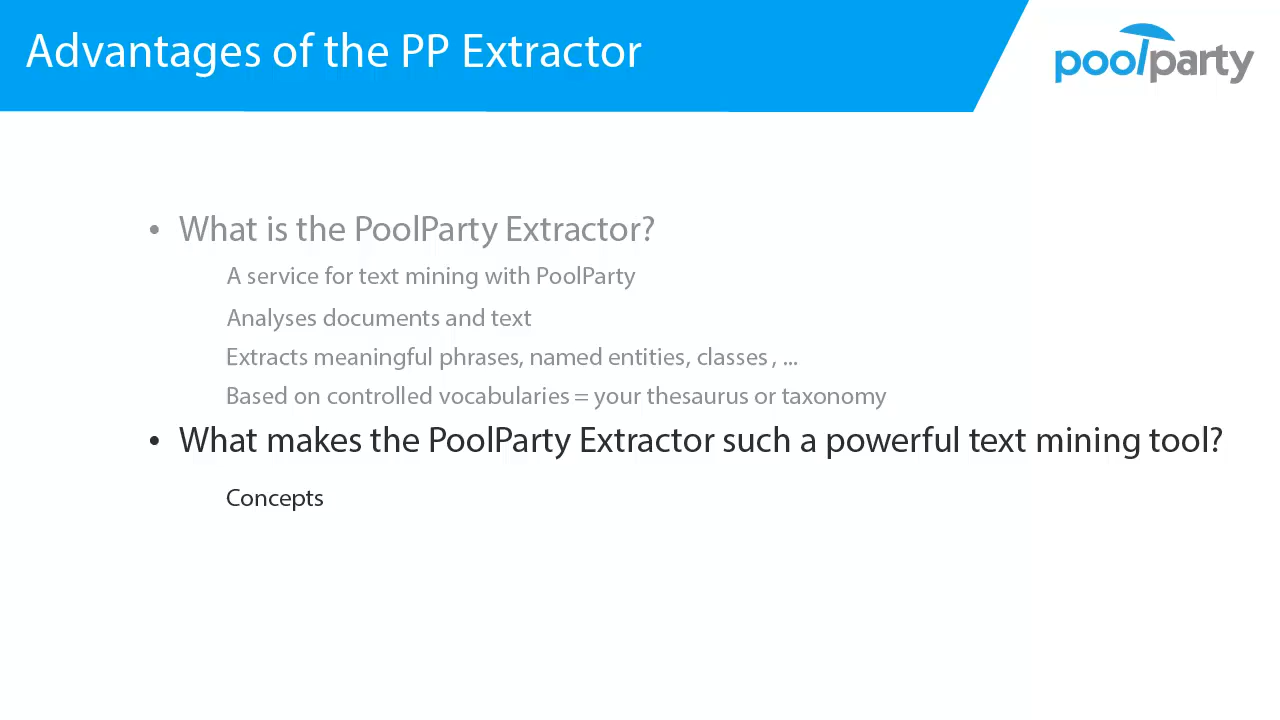 Advantages of the PP Extractor
poolparty
• What is the PoolParty Extractor?
A service for text mining with PoolParty
Analyses documents and text
Extracts meaningful phrases, named entities, classes , ...
Based on controlled vocabularies = your thesaurus or taxonomy
• What makes the PoolParty Extractor such a powerful text mining tool?
Concepts